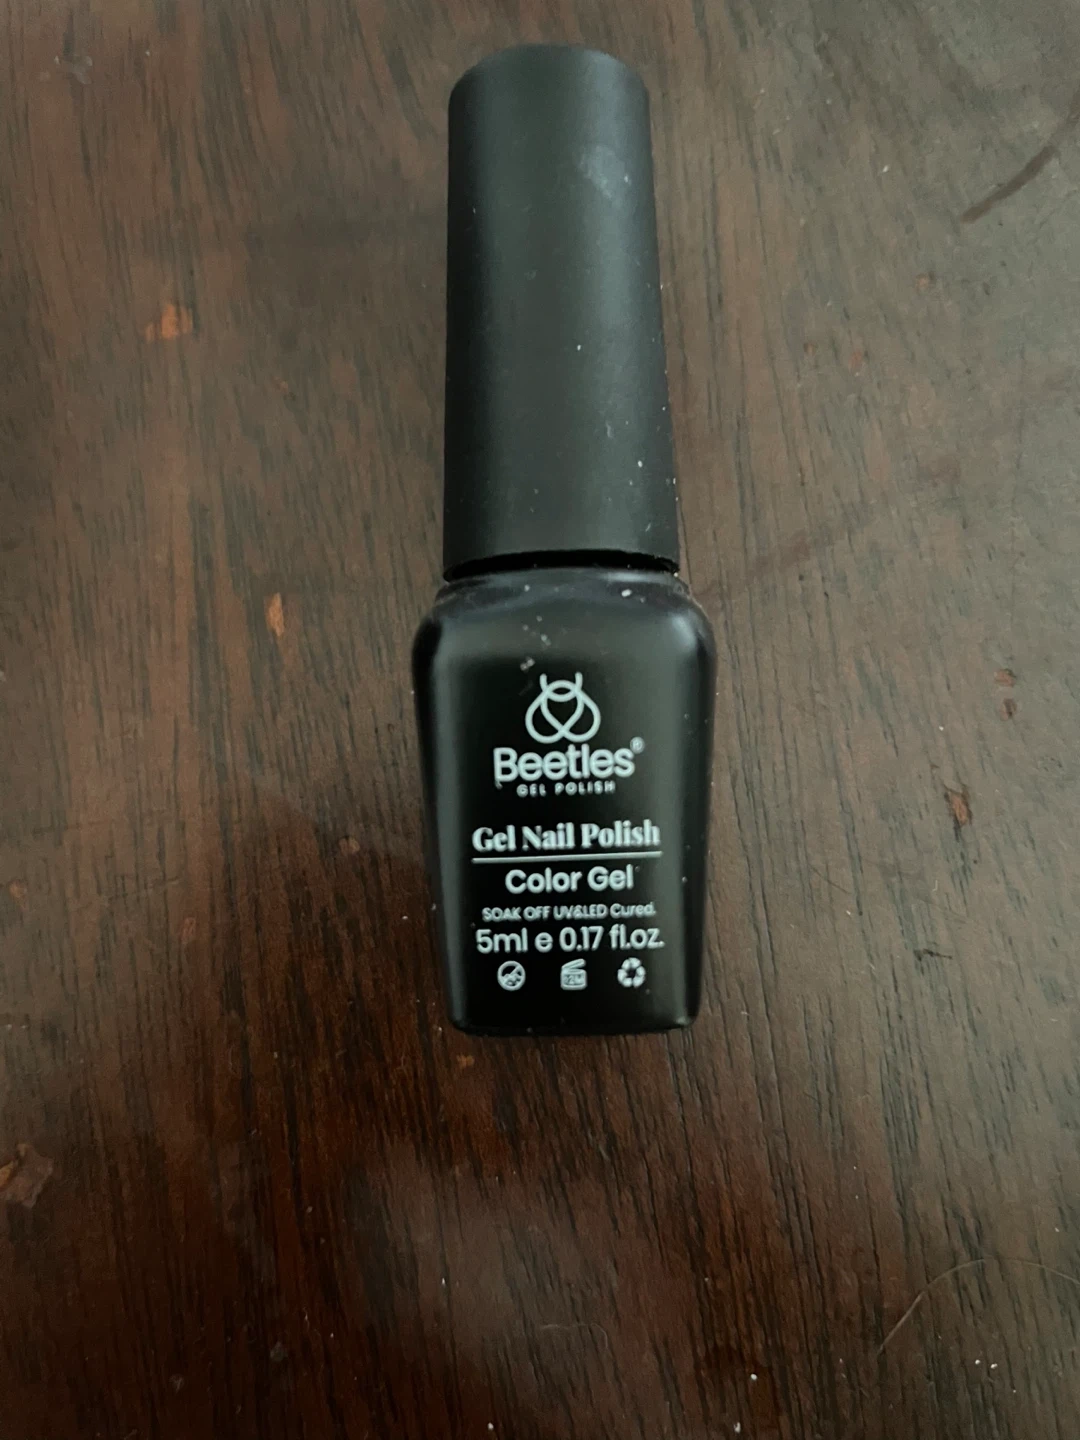 Beetles®
GEL POLISH
Gel Nail Polish
Color Gel
SOAK OFF UV&LED Cured.
5ml e 0.17 fl.oz.